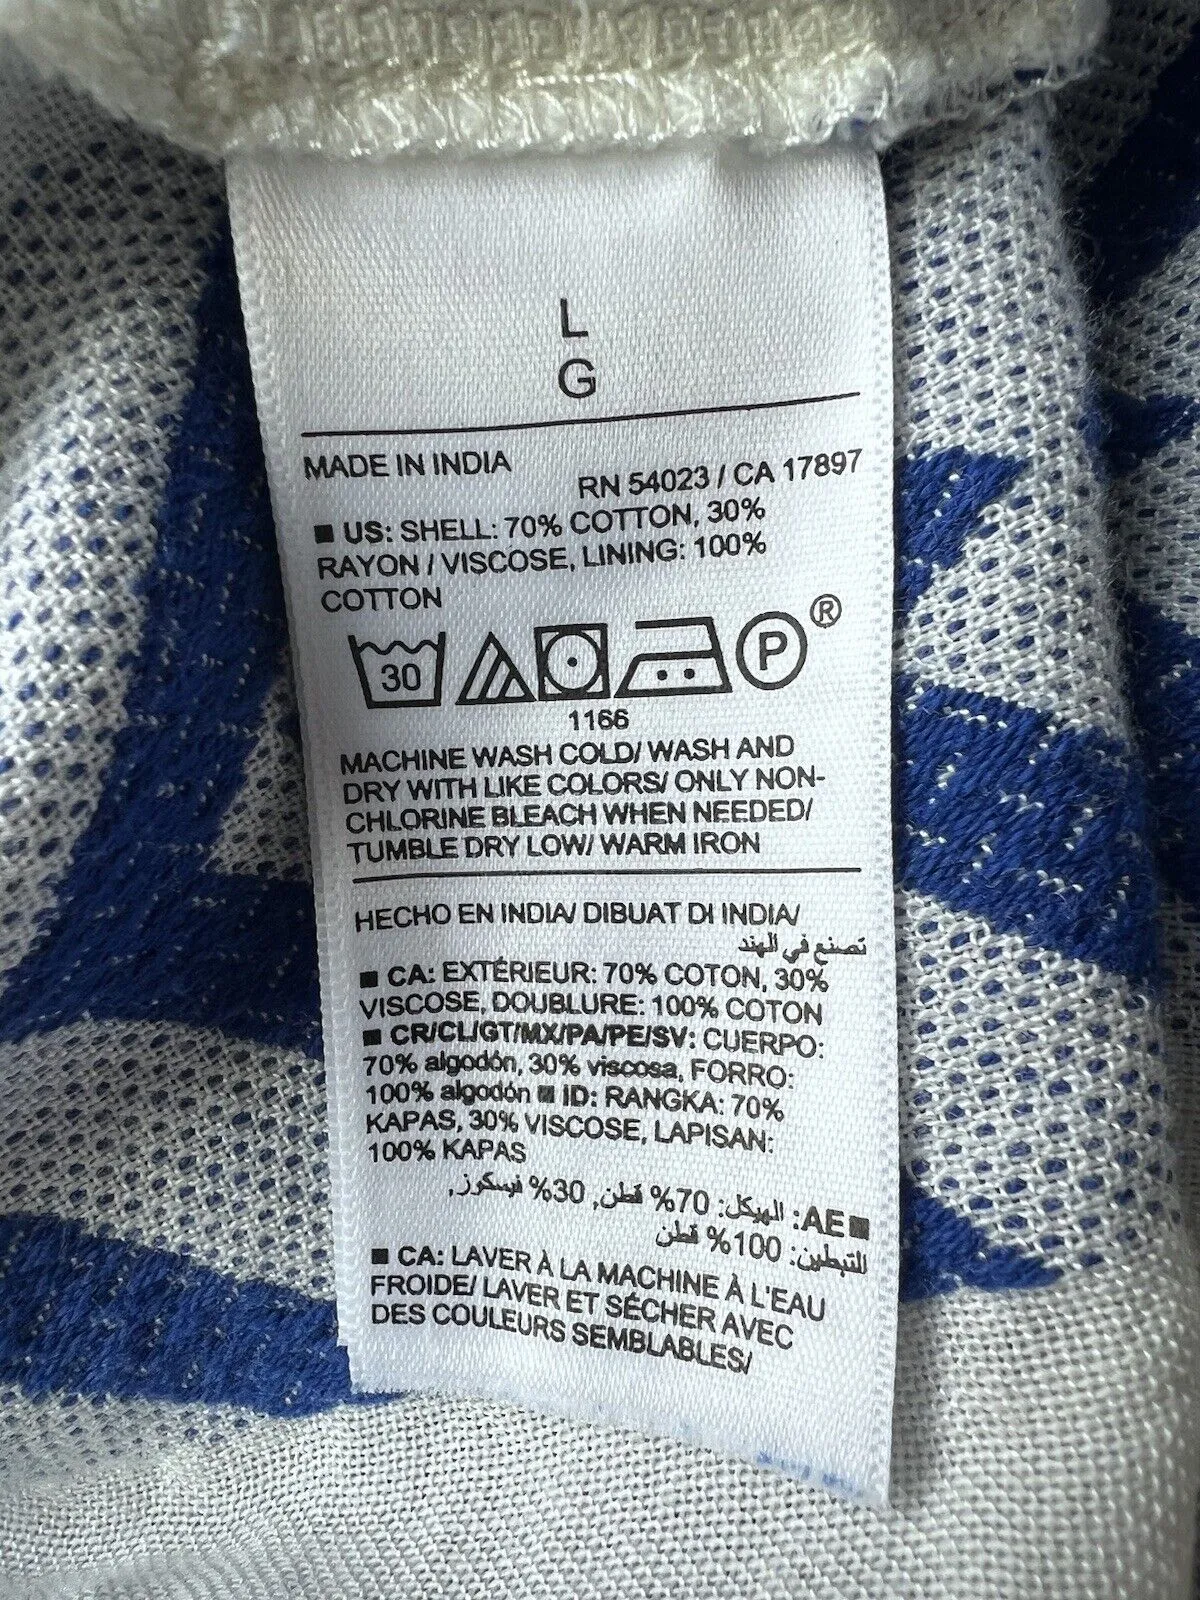 L
G
MADE IN INDIA
RN 54023 / CA 17897
■ US: SHELL: 70% COTTON, 30%
RAYON / VISCOSE, LINING: 100%
COTTON
30 P ®
1166
MACHINE WASH COLD/ WASH AND
DRY WITH LIKE COLORS/ ONLY NON-
CHLORINE BLEACH WHEN NEEDED/
TUMBLE DRY LOW/ WARM IRON
HECHO EN INDIA/ DIBUAT DI INDIA/
تصنع في الهند
■ CA: EXTÉRIEUR: 70% COTON, 30%
VISCOSE, DOUBLURE: 100% COTON
■ CR/CL/GT/MX/PA/PE/SV: CUERPO:
70% algodón, 30% viscosa, FORRO:
100% algodón ■ ID: RANGKA: 70%
KAPAS, 30% VISCOSE, LAPISAN:
100% KAPAS
■AE: الهيكل: 70% قطن, 30% فيسكوز,
التبطين: 100% قطن
■ CA: LAVER À LA MACHINE À L'EAU
FROIDE/ LAVER ET SÉCHER AVEC
DES COULEURS SEMBLABLES/